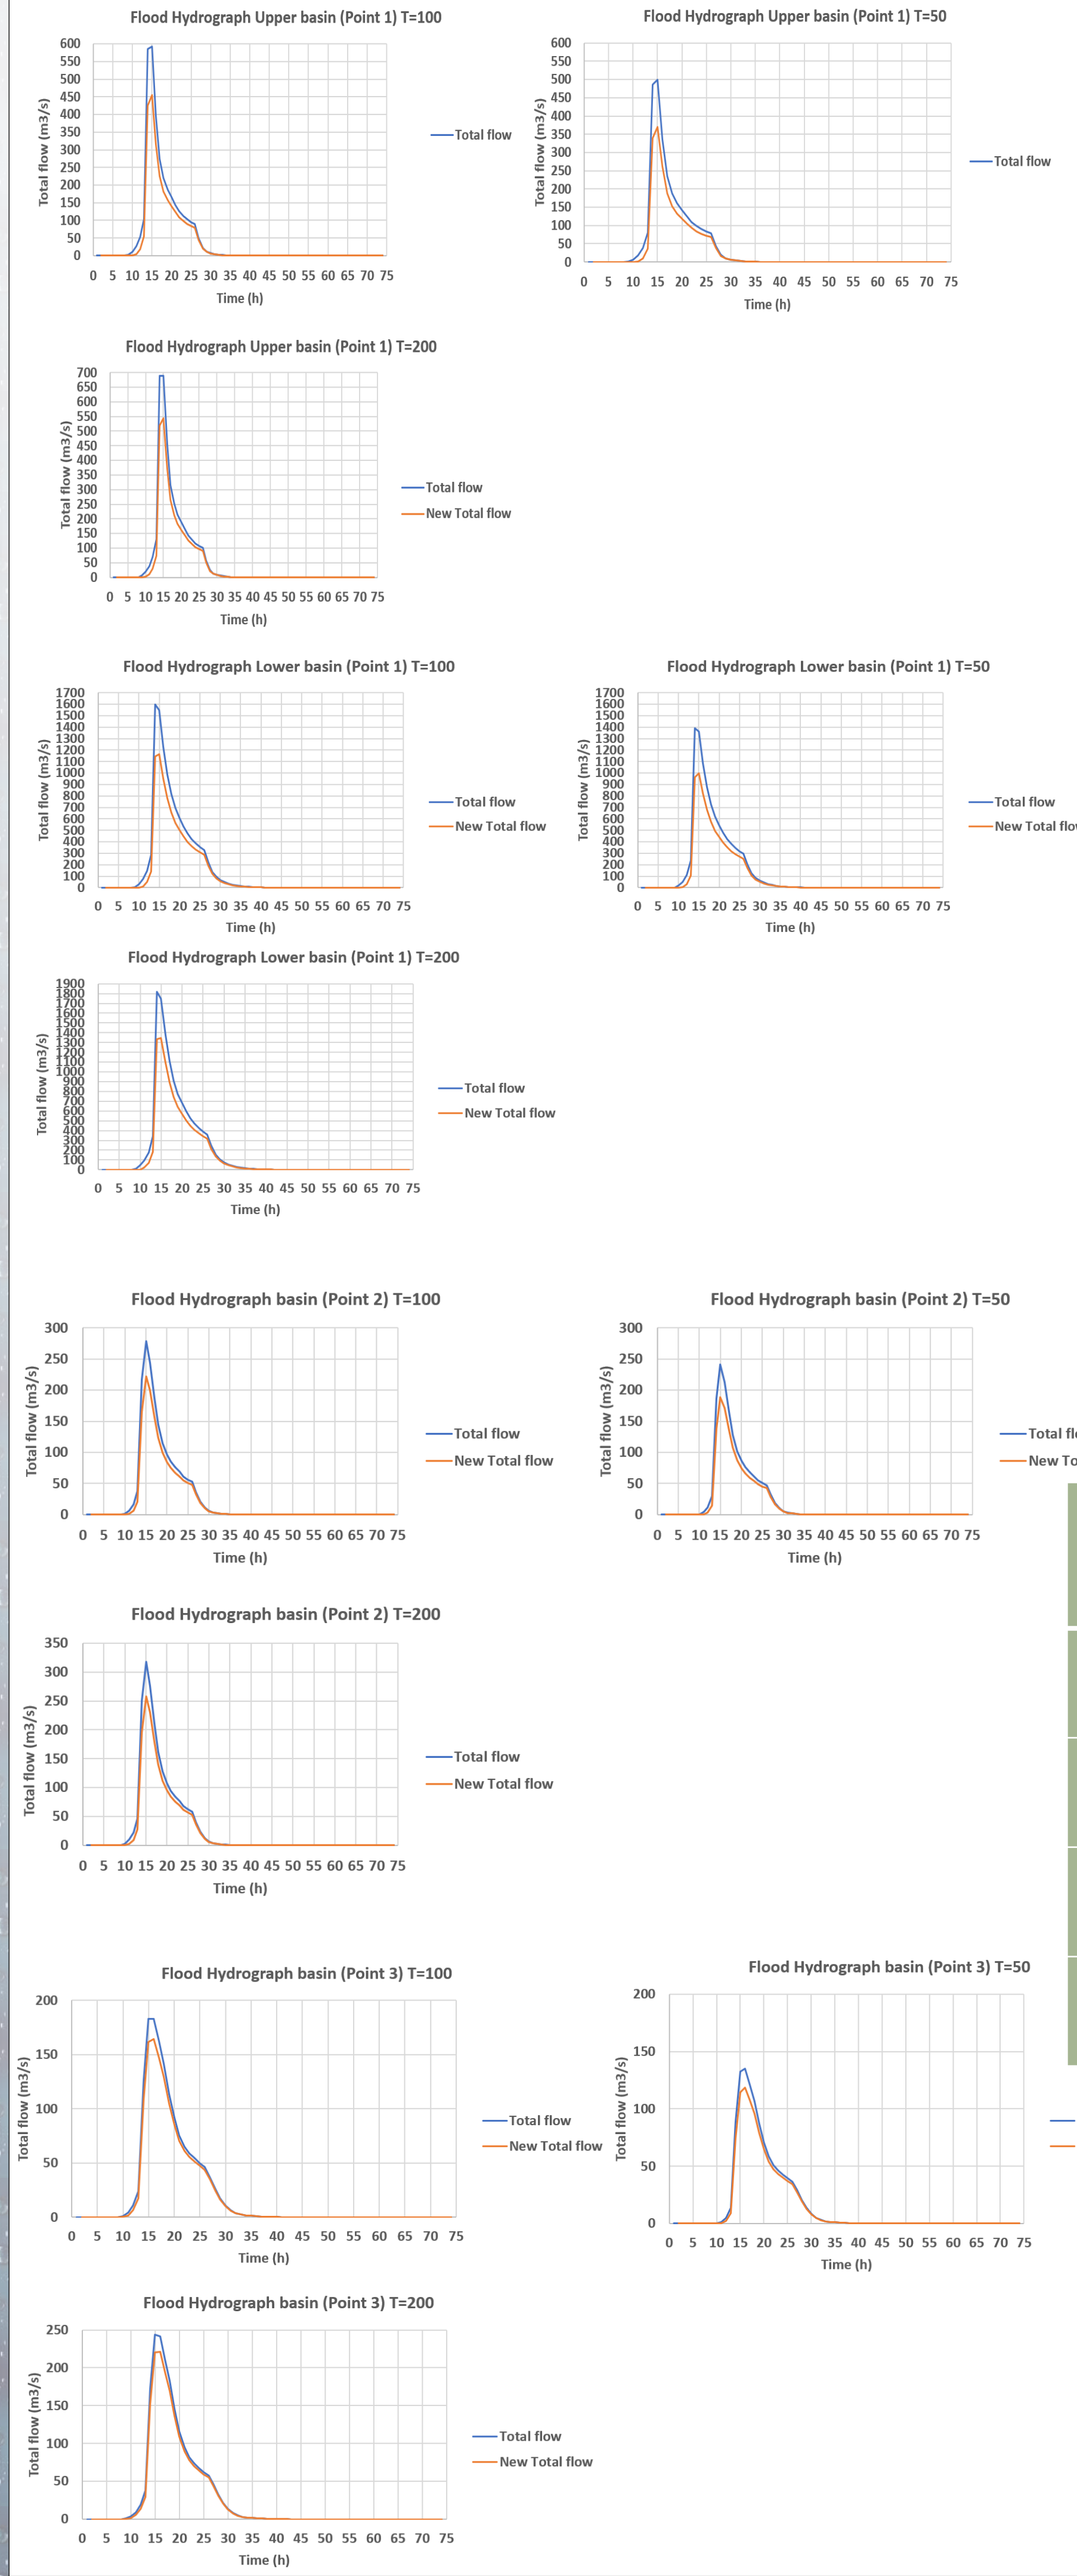 Flood Hydrograph Upper basin (Point 1) T=100
Total flow (m3/s)
600
550
500
450
400
350
300
250
200
150
100
50
0
0 5 10 15 20 25 30 35 40 45 50 55 60 65 70 75
Time (h)
Total flow
Flood Hydrograph Upper basin (Point 1) T=50
Total flow (m3/s)
600
550
500
450
400
350
300
250
200
150
100
50
0
0 5 10 15 20 25 30 35 40 45 50 55 60 65 70 75
Time (h)
Total flow
Flood Hydrograph Upper basin (Point 1) T=200
Total flow (m3/s)
700
650
600
550
500
450
400
350
300
250
200
150
100
50
0
0 5 10 15 20 25 30 35 40 45 50 55 60 65 70 75
Time (h)
Total flow
New Total flow
Flood Hydrograph Lower basin (Point 1) T=100
Total flow (m3/s)
1700
1600
1500
1400
1300
1200
1100
1000
900
800
700
600
500
400
300
200
100
0
0 5 10 15 20 25 30 35 40 45 50 55 60 65 70 75
Time (h)
Total flow
New Total flow
Flood Hydrograph Lower basin (Point 1) T=50
Total flow (m3/s)
1700
1600
1500
1400
1300
1200
1100
1000
900
800
700
600
500
400
300
200
100
0
0 5 10 15 20 25 30 35 40 45 50 55 60 65 70 75
Time (h)
Total flow
New Total flow
Flood Hydrograph Lower basin (Point 1) T=200
Total flow (m3/s)
1900
1800
1700
1600
1500
1400
1300
1200
1100
1000
900
800
700
600
500
400
300
200
100
0
0 5 10 15 20 25 30 35 40 45 50 55 60 65 70 75
Time (h)
Total flow
New Total flow
Flood Hydrograph basin (Point 2) T=100
Total flow (m3/s)
300
250
200
150
100
50
0
0 5 10 15 20 25 30 35 40 45 50 55 60 65 70 75
Time (h)
Total flow
New Total flow
Flood Hydrograph basin (Point 2) T=50
Total flow (m3/s)
300
250
200
150
100
50
0
0 5 10 15 20 25 30 35 40 45 50 55 60 65 70 75
Time (h)
Total
New
Flood Hydrograph basin (Point 2) T=200
Total flow (m3/s)
350
300
250
200
150
100
50
0
0 5 10 15 20 25 30 35 40 45 50 55 60 65 70 75
Time (h)
Total flow
New Total flow
Flood Hydrograph basin (Point 3) T=100
Total flow (m3/s)
200
150
100
50
0
0 5 10 15 20 25 30 35 40 45 50 55 60 65 70 75
Time (h)
Total flow
New Total flow
Flood Hydrograph basin (Point 3) T=50
Total flow (m3/s)
200
150
100
50
0
0 5 10 15 20 25 30 35 40 45 50 55 60 65 70 75
Time (h)
Flood Hydrograph basin (Point 3) T=200
Total flow (m3/s)
250
200
150
100
50
0
0 5 10 15 20 25 30 35 40 45 50 55 60 65 70 75
Time (h)
Total flow
New Total flow